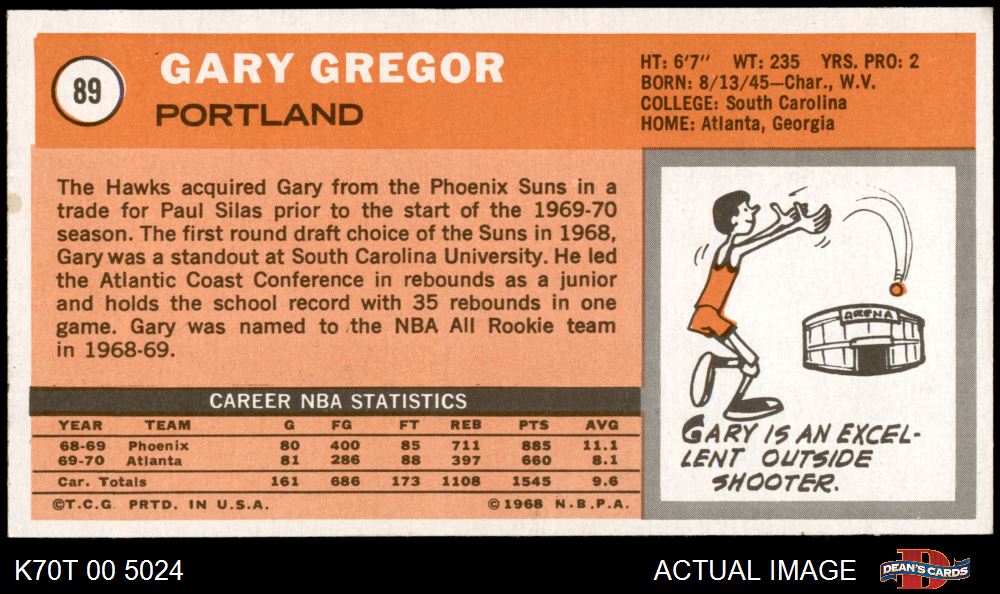 89
GARY GREGOR
PORTLAND
HT: 6'7" WT: 235 YRS. PRO: 2
BORN: 8/13/45—Char., W.V.
COLLEGE: South Carolina
HOME: Atlanta, Georgia
The Hawks acquired Gary from the Phoenix Suns in a
trade for Paul Silas prior to the start of the 1969-70
season. The first round draft choice of the Suns in 1968,
Gary was a standout at South Carolina University. He led
the Atlantic Coast Conference in rebounds as a junior
and holds the school record with 35 rebounds in one
game. Gary was named to the NBA All Rookie team
in 1968-69.
ARENA
GARY IS AN EXCEL-
LENT OUTSIDE
SHOOTER.
CAREER NBA STATISTICS
YEAR TEAM G FG FT REB PTS AVG
68-69 Phoenix 80 400 85 711 885 11.1
69-70 Atlanta 81 286 88 397 660 8.1
Car. Totals 161 686 173 1108 1545 9.6
©T.C.G. PRTD. IN U.S.A. ©1968 N.B.P.A.
K70T 00 5024
ACTUAL IMAGE
D
DEAN'S CARDS